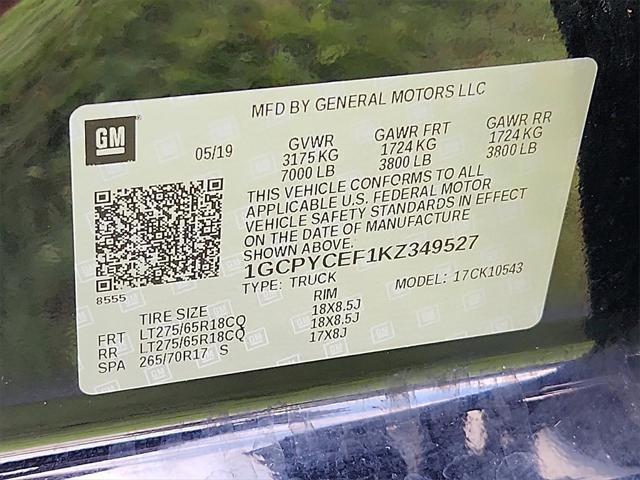 MFD BY GENERAL MOTORS LLC
GM
05/19
GVWR GAWR FRT GAWR RR
3175 KG 1724 KG 1724 KG
7000 LB 3800 LB 3800 LB
THIS VEHICLE CONFORMS TO ALL
APPLICABLE U.S. FEDERAL MOTOR
VEHICLE SAFETY STANDARDS IN EFFECT
ON THE DATE OF MANUFACTURE
SHOWN ABOVE.
1GCPYCEF1KZ349527
8555
TYPE: TRUCK MODEL: 17CK10543
TIRE SIZE RIM
FRT LT275/65R18CQ 18X8.5J
RR LT275/65R18CQ 18X8.5J
SPA 265/70R17 S 17X8J